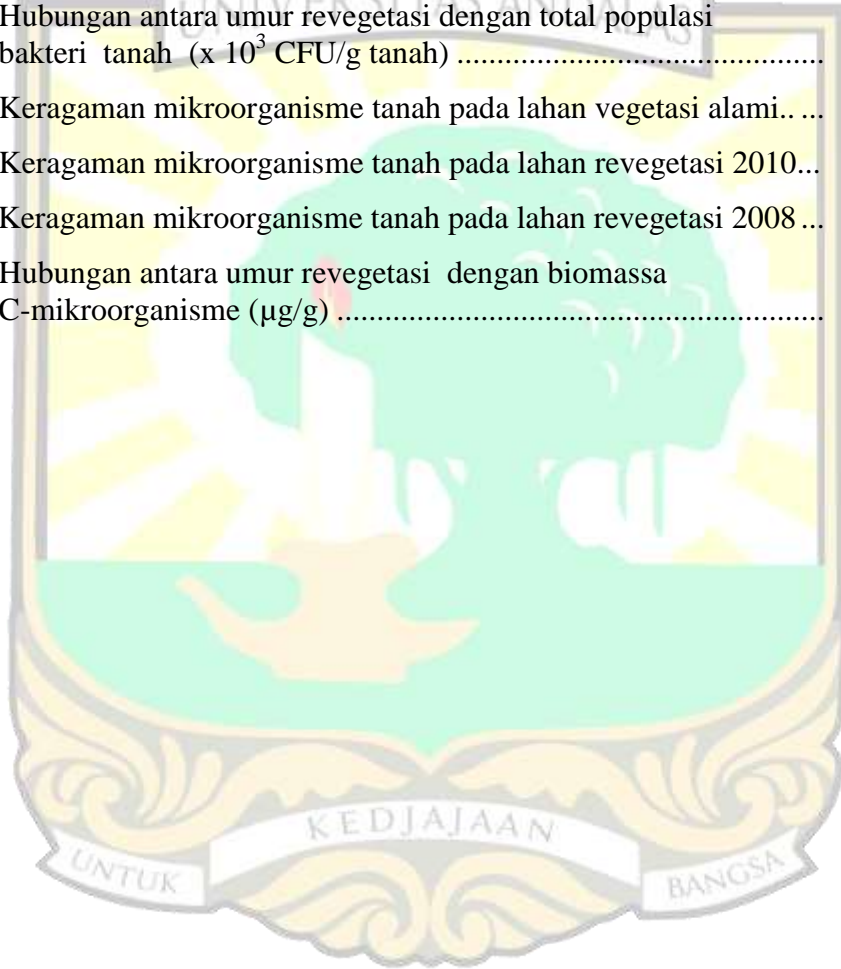 UNIVERSITAS ANDALAS
Hubungan antara umur revegetasi dengan total populasi
bakteri tanah (x 10³ CFU/g tanah) ..............................................
Keragaman mikroorganisme tanah pada lahan vegetasi alami.. ...
Keragaman mikroorganisme tanah pada lahan revegetasi 2010...
Keragaman mikroorganisme tanah pada lahan revegetasi 2008 ...
Hubungan antara umur revegetasi dengan biomassa
C-mikroorganisme (µg/g) .............................................................
KEDJAJAAN
UNTUK
BANGSA